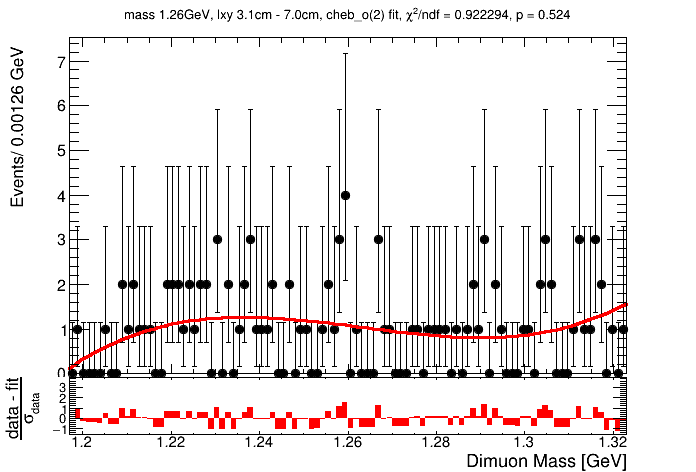 mass 1.26GeV, lxy 3.1cm - 7.0cm, cheb_o(2) fit, χ²/ndf = 0.922294, p = 0.524
Events/ 0.00126 GeV
7
6
5
4
3
2
1
0
data - fit
σdata
3
2
1
0
−1
1.2 1.22 1.24 1.26 1.28 1.3 1.32
Dimuon Mass [GeV]